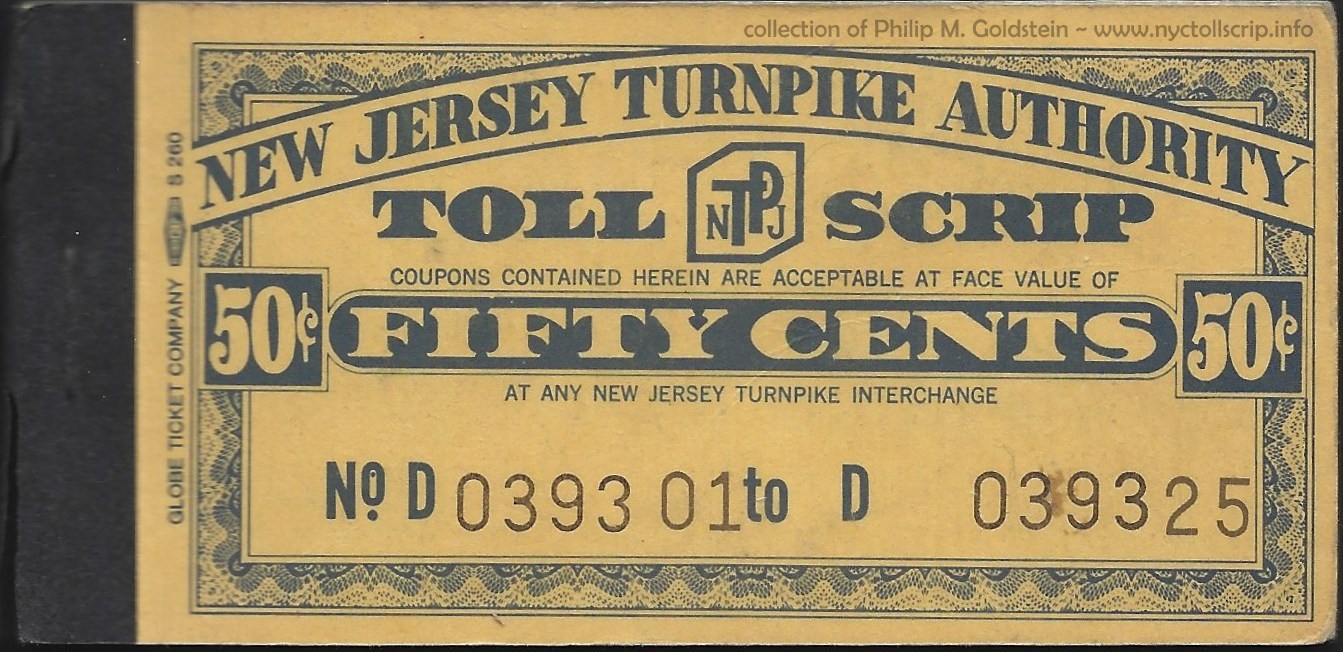 collection of Philip M. Goldstein ~ www.nyctollscrip.info
NEW JERSEY TURNPIKE AUTHORITY
TOLL NTPJ SCRIP
COUPONS CONTAINED HEREIN ARE ACCEPTABLE AT FACE VALUE OF
50¢ FIFTY CENTS 50¢
AT ANY NEW JERSEY TURNPIKE INTERCHANGE
No. D 039301 to D 039325
GLOBE TICKET COMPANY S 260